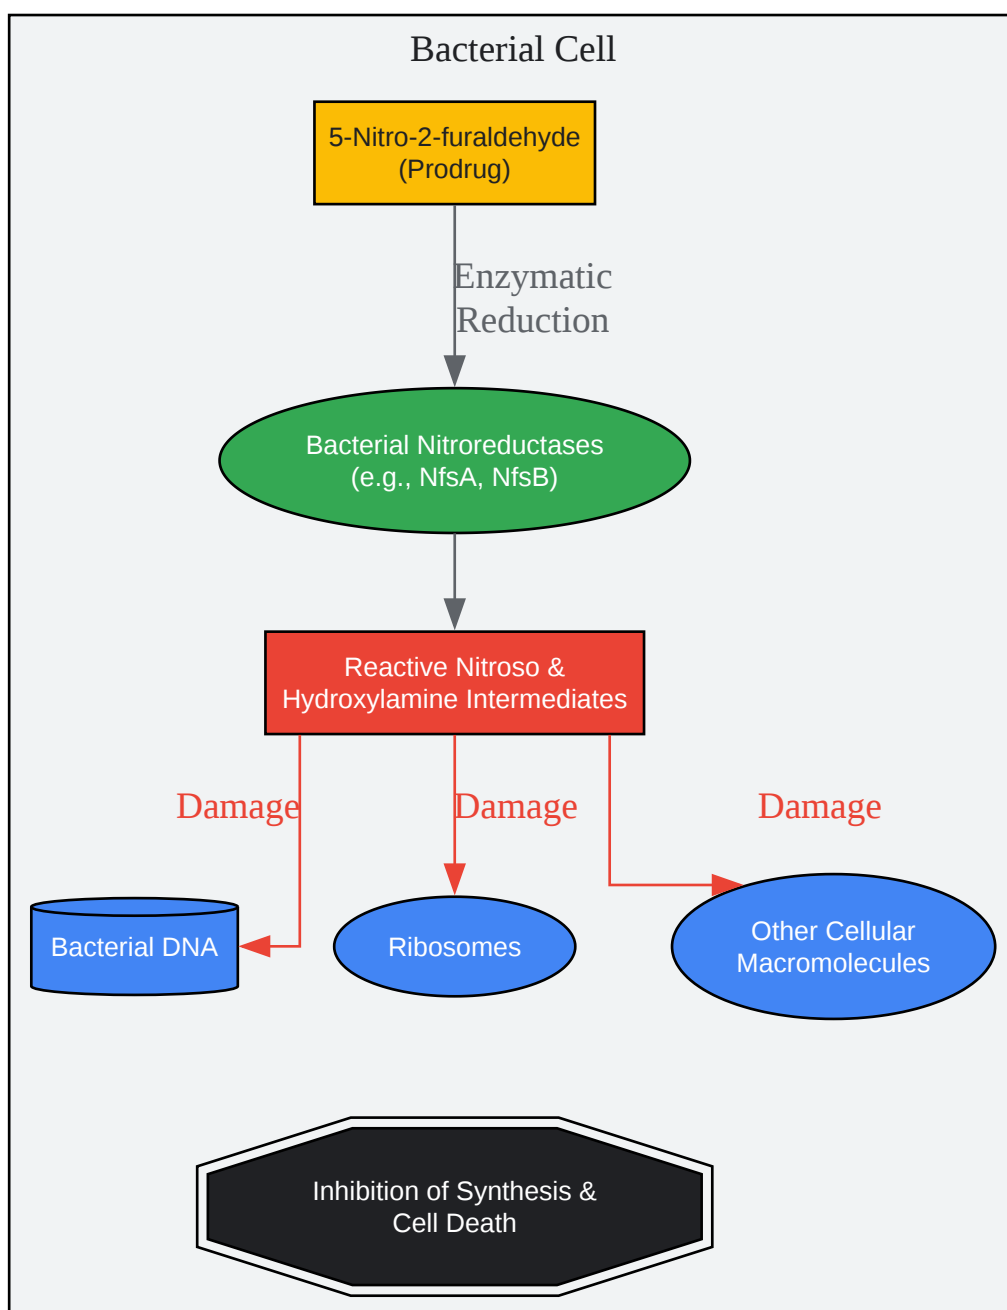 Bacterial Cell
5-Nitro-2-furaldehyde
(Prodrug)
Enzymatic
Reduction
Bacterial Nitroreductases
(e.g., NfsA, NfsB)
Reactive Nitroso &
Hydroxylamine Intermediates
Damage
Damage
Damage
Bacterial DNA
Ribosomes
Other Cellular
Macromolecules
Inhibition of Synthesis &
Cell Death